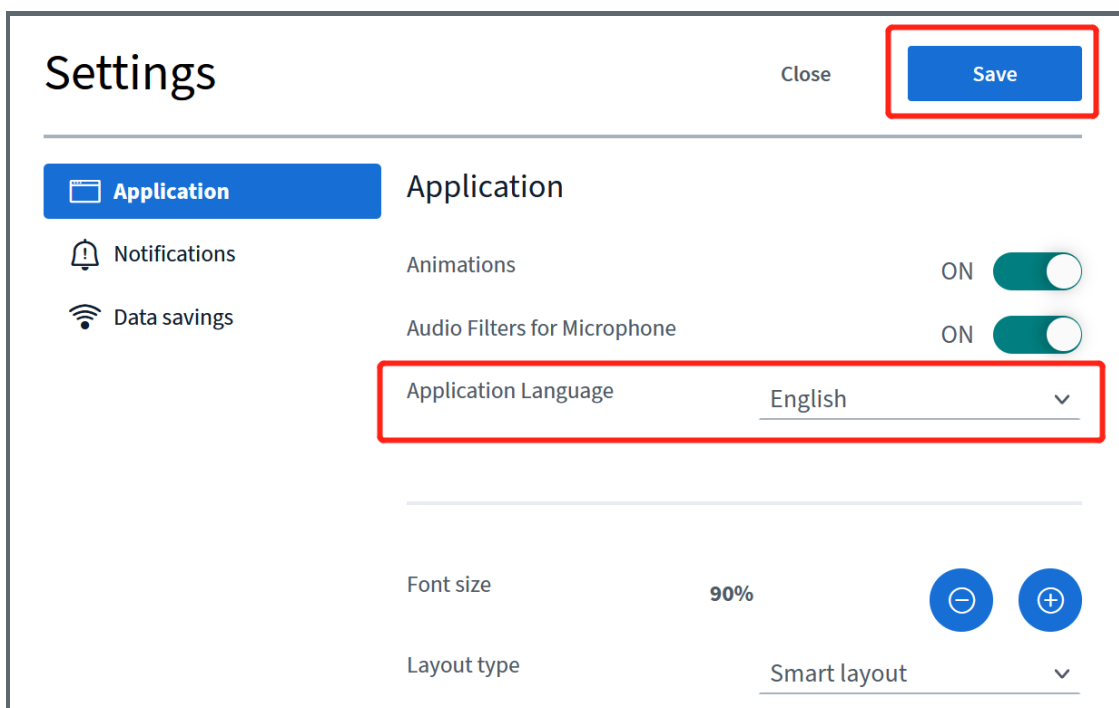 Settings
Close
Save
Application
Notifications
Data savings
Application
Animations
ON
Audio Filters for Microphone
ON
Application Language
English
Font size
90%
Layout type
Smart layout